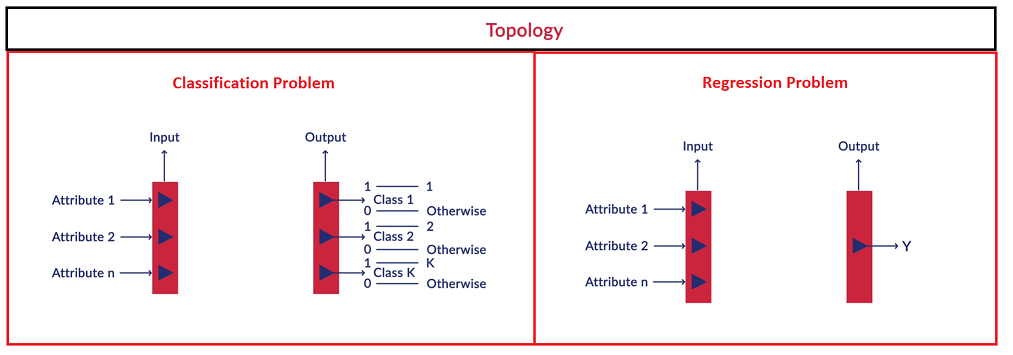 Topology
Classification Problem
Input
Output
Attribute 1
Attribute 2
Attribute n
1 1
Class 1
0 Otherwise
1 2
Class 2
0 Otherwise
1 K
Class K
0 Otherwise
Regression Problem
Input
Output
Attribute 1
Attribute 2
Attribute n
Y